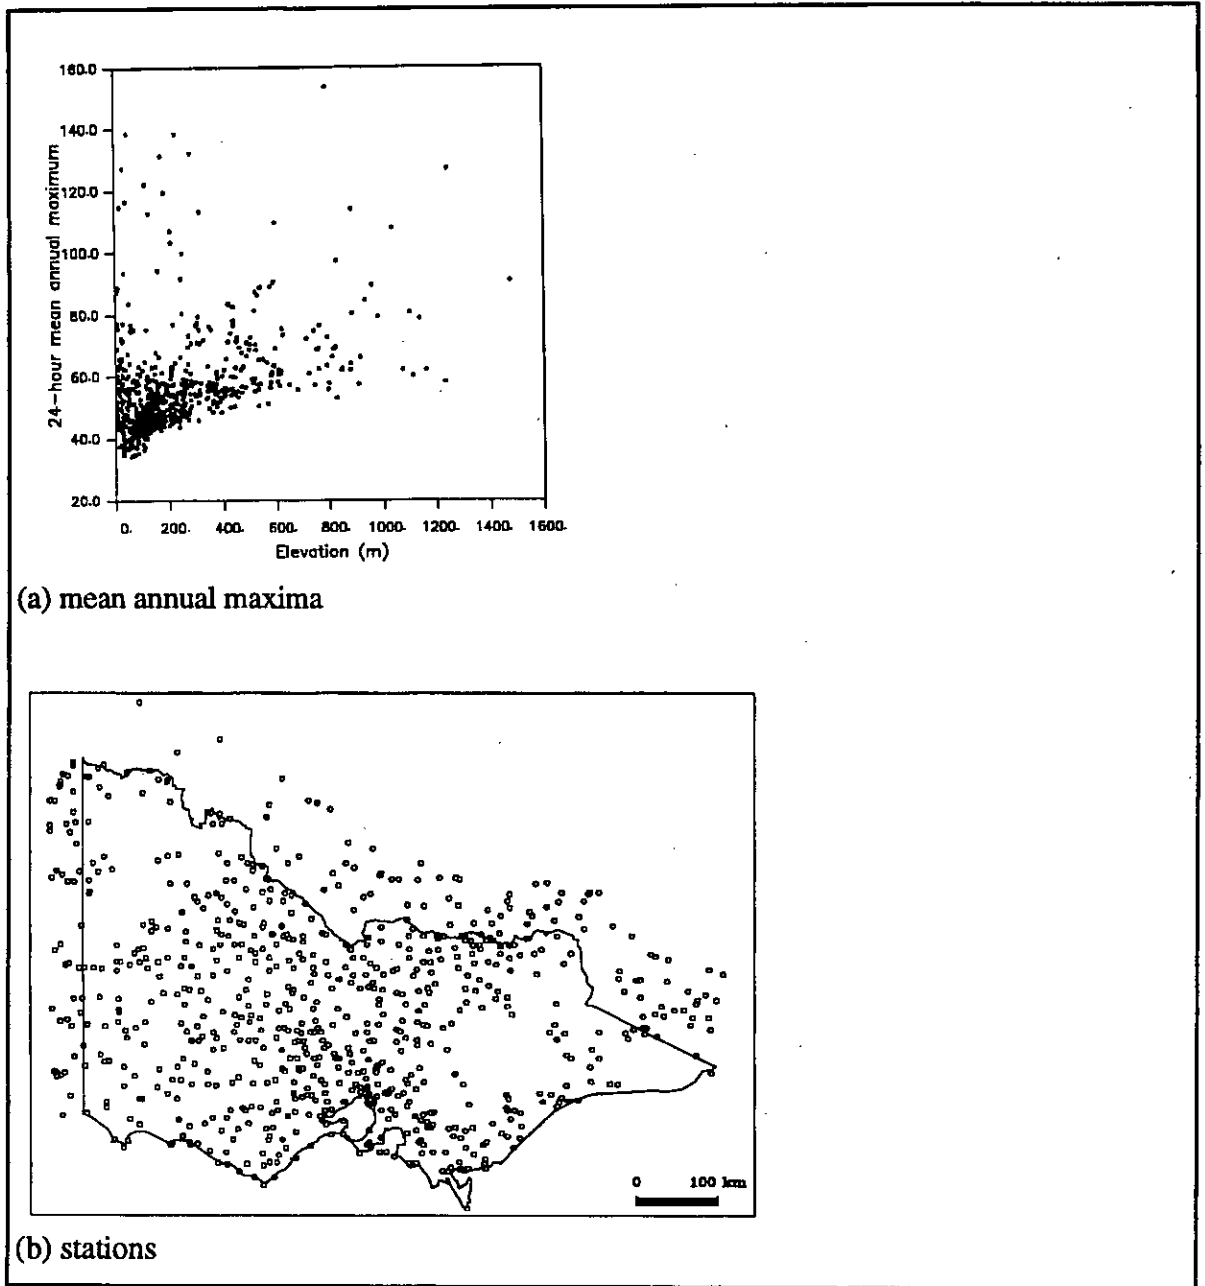 160.0
140.0
120.0
100.0
80.0
60.0
40.0
20.0
24-hour mean annual maximum
0. 200. 400. 600. 800. 1000. 1200. 1400. 1600.
Elevation (m)
(a) mean annual maxima
0 100 km
(b) stations